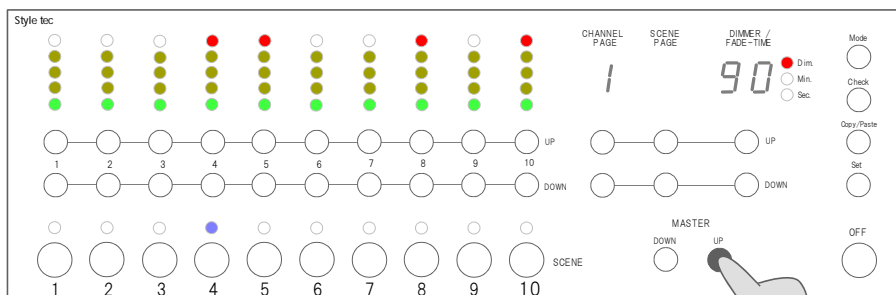 Style tec
CHANNEL PAGE SCENE PAGE DIMMER / FADE-TIME
Mode
1 90
Dim.
Min.
Sec.
Check
Copy/Paste
UP UP
1 2 3 4 5 6 7 8 9 10
Set
DOWN DOWN
MASTER
DOWN UP
OFF
SCENE
1 2 3 4 5 6 7 8 9 10